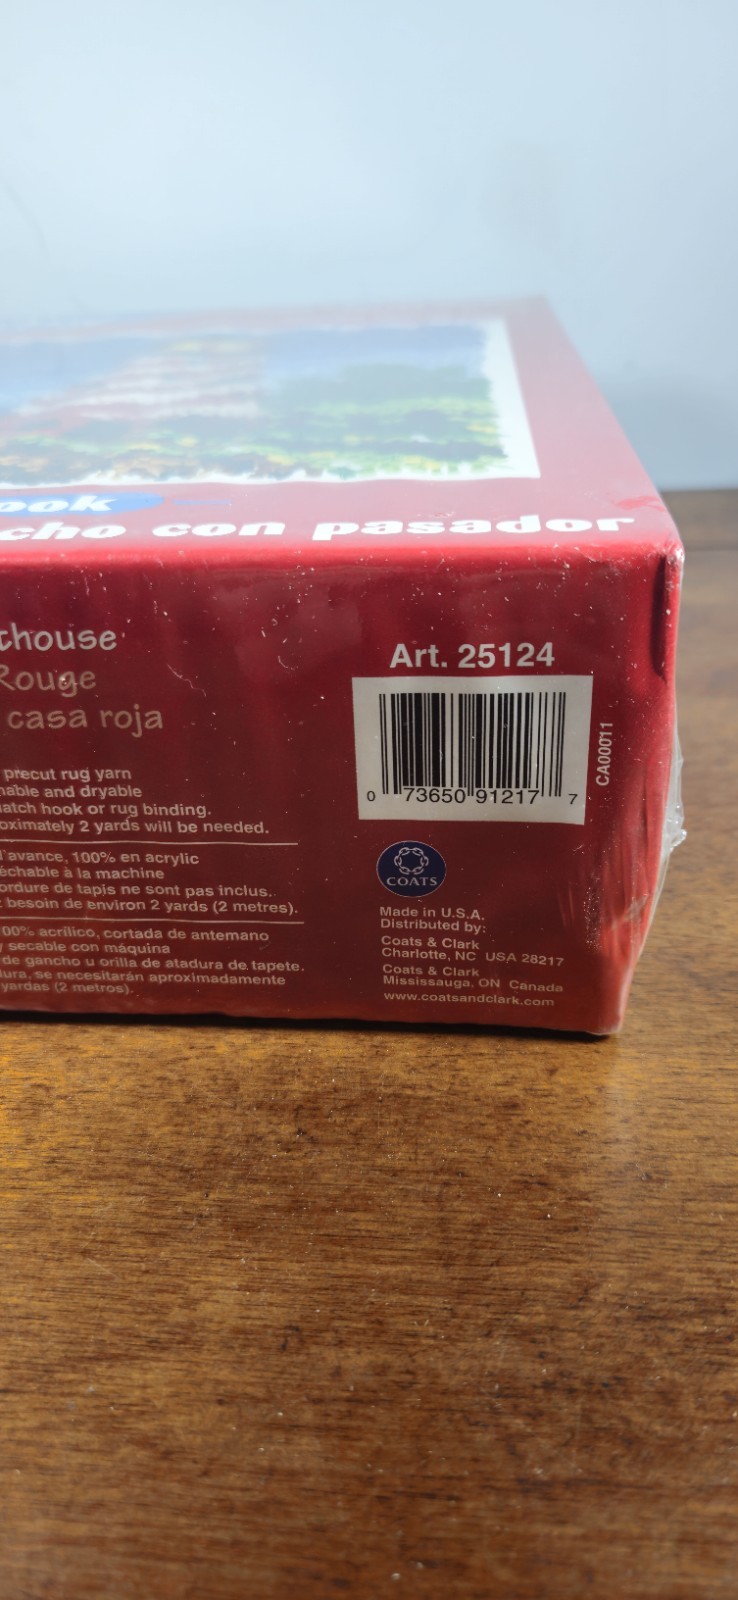 ook
cho con pasador
thouse
Rouge
casa roja
precut rug yarn
hable and dryable
latch hook or rug binding.
oximately 2 yards will be needed.
d'avance, 100% en acrylic
échable à la machine
ordure de tapis ne sont pas inclus.
besoin de environ 2 yards (2 metres).
100% acrílico, cortada de antemano
y secable con máquina
de gancho u orilla de atadura de tapete.
dura, se necesitarán aproximadamente
yardas (2 metros).
Art. 25124
0 73650 91217 7
CA00011
COATS
Made in U.S.A.
Distributed by:
Coats & Clark
Charlotte, NC USA 28217
Coats & Clark
Mississauga, ON Canada
www.coatsandclark.com